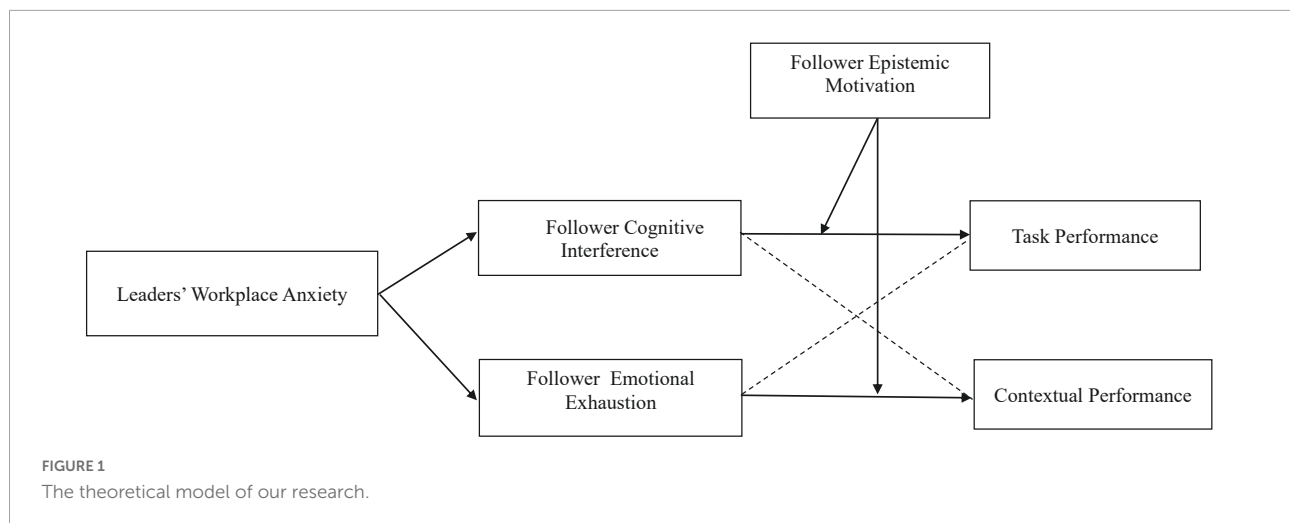 Follower Epistemic
Motivation
Follower Cognitive
Interference
Task Performance
Leaders' Workplace Anxiety
Follower Emotional
Exhaustion
Contextual Performance
FIGURE 1
The theoretical model of our research.